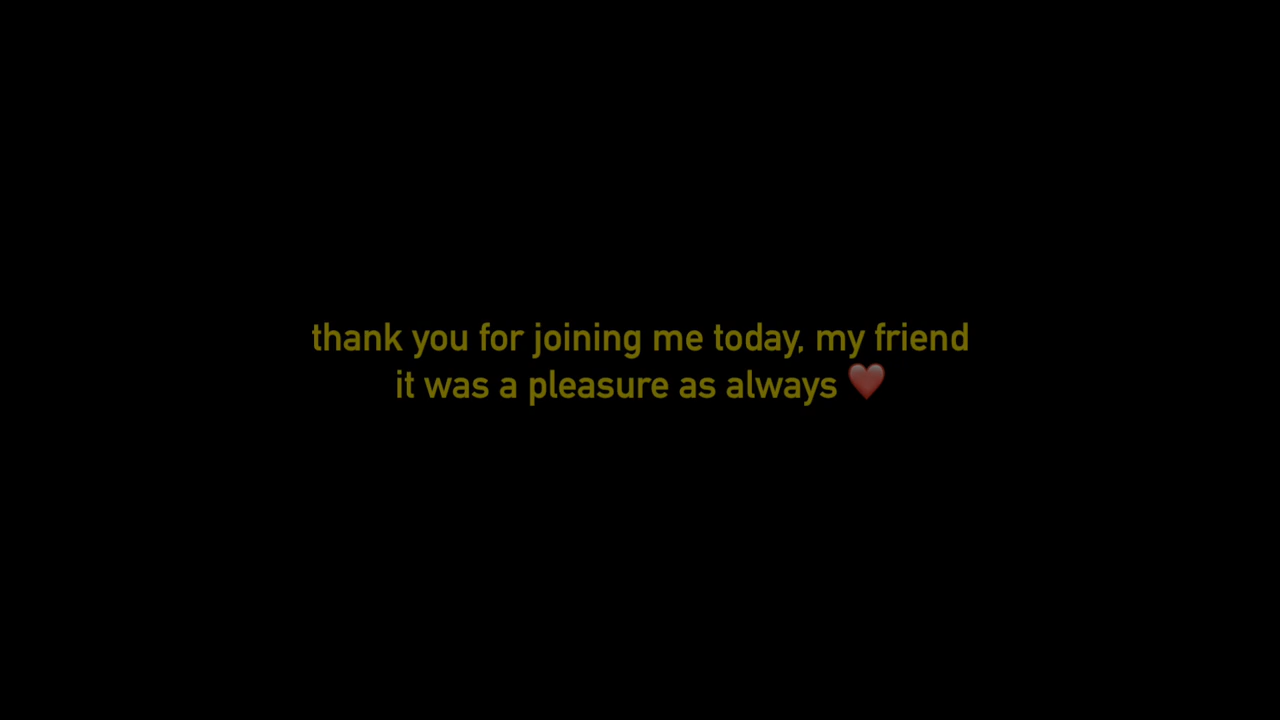 thank you for joining me today, my friend
it was a pleasure as always ❤️